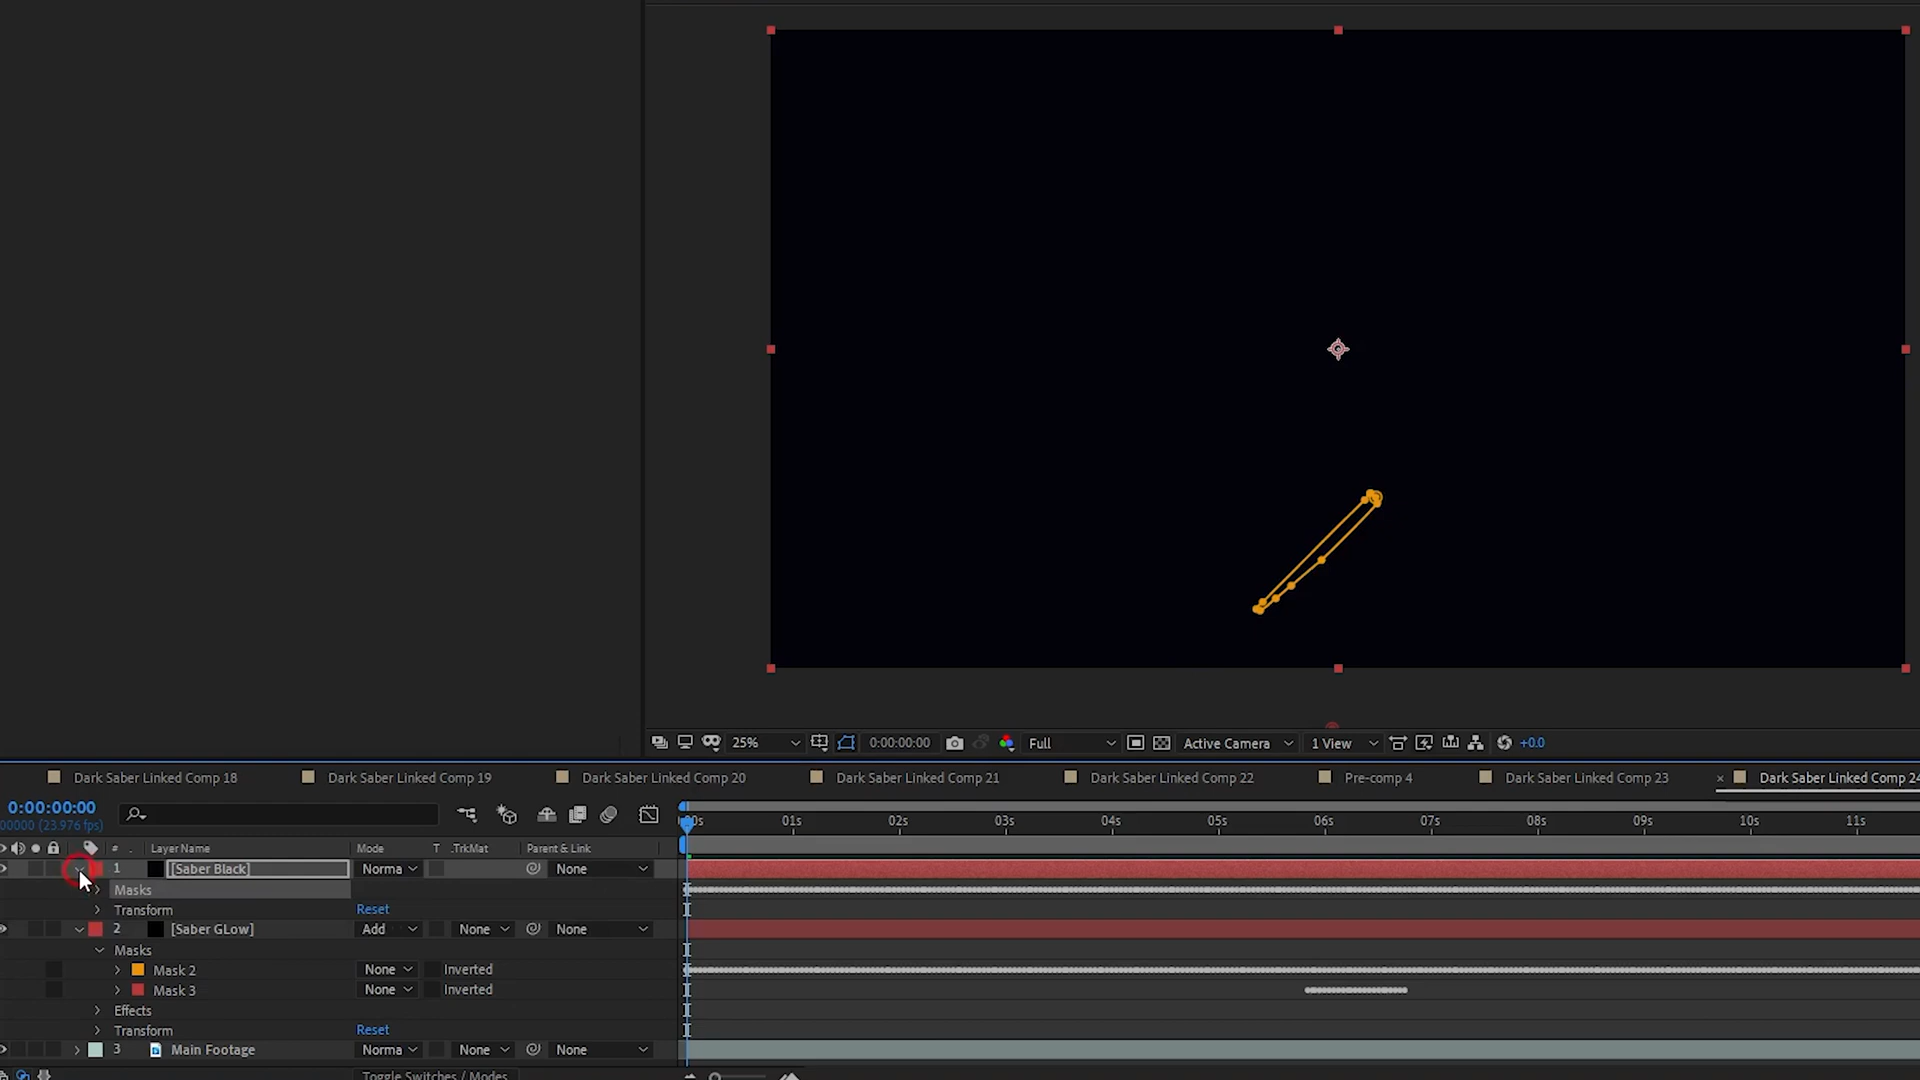 25% 0:00:00:00 Full Active Camera 1 View +0.0
Dark Saber Linked Comp 18 Dark Saber Linked Comp 19 Dark Saber Linked Comp 20 Dark Saber Linked Comp 21 Dark Saber Linked Comp 22 Pre-comp 4 Dark Saber Linked Comp 23 × Dark Saber Linked Comp 24
0:00:00:00
00000 (23.976 fps)
00s 01s 02s 03s 04s 05s 06s 07s 08s 09s 10s 11s
# . Layer Name Mode T .TrkMat Parent & Link
1 [Saber Black] Norma None
Masks
Transform Reset
2 [Saber GLow] Add None None
Masks
Mask 2 None Inverted
Mask 3 None Inverted
Effects
Transform Reset
3 Main Footage Norma None None
Toggle Switches / Modes